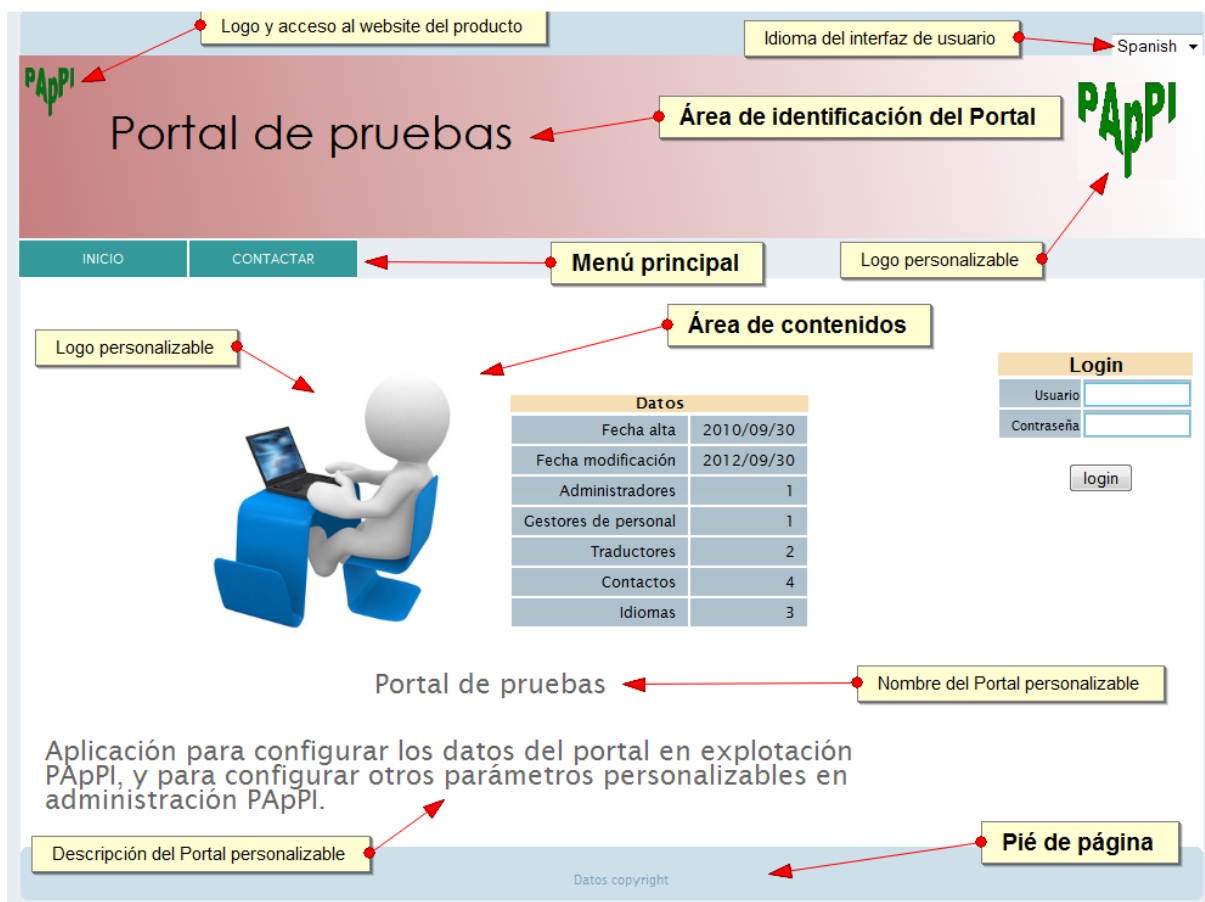 Logo y acceso al website del producto
Idioma del interfaz de usuario
Spanish
PApPI
Portal de pruebas
Área de identificación del Portal
PApPI
INICIO
CONTACTAR
Menú principal
Logo personalizable
Área de contenidos
Logo personalizable
Login
Usuario
Contraseña
login
Datos
Fecha alta 2010/09/30
Fecha modificación 2012/09/30
Administradores 1
Gestores de personal 1
Traductores 2
Contactos 4
Idiomas 3
Portal de pruebas
Nombre del Portal personalizable
Aplicación para configurar los datos del portal en explotación
PApPI, y para configurar otros parámetros personalizables en
administración PApPI.
Descripción del Portal personalizable
Pié de página
Datos copyright